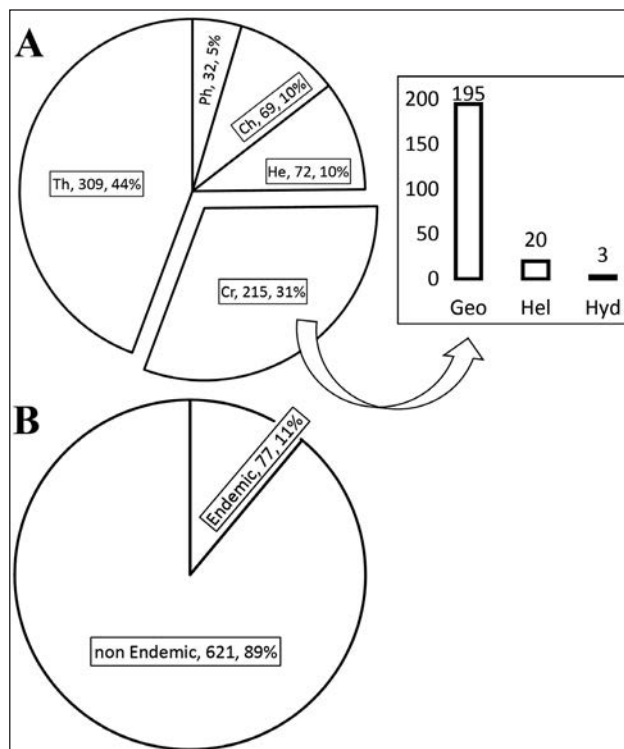 A
Ph, 32, 5%
Ch, 69, 10%
He, 72, 10%
Th, 309, 44%
Cr, 215, 31%
200
150
100
50
0
195
20
3
Geo Hel Hyd
B
Endemic, 77, 11%
non Endemic, 621, 89%